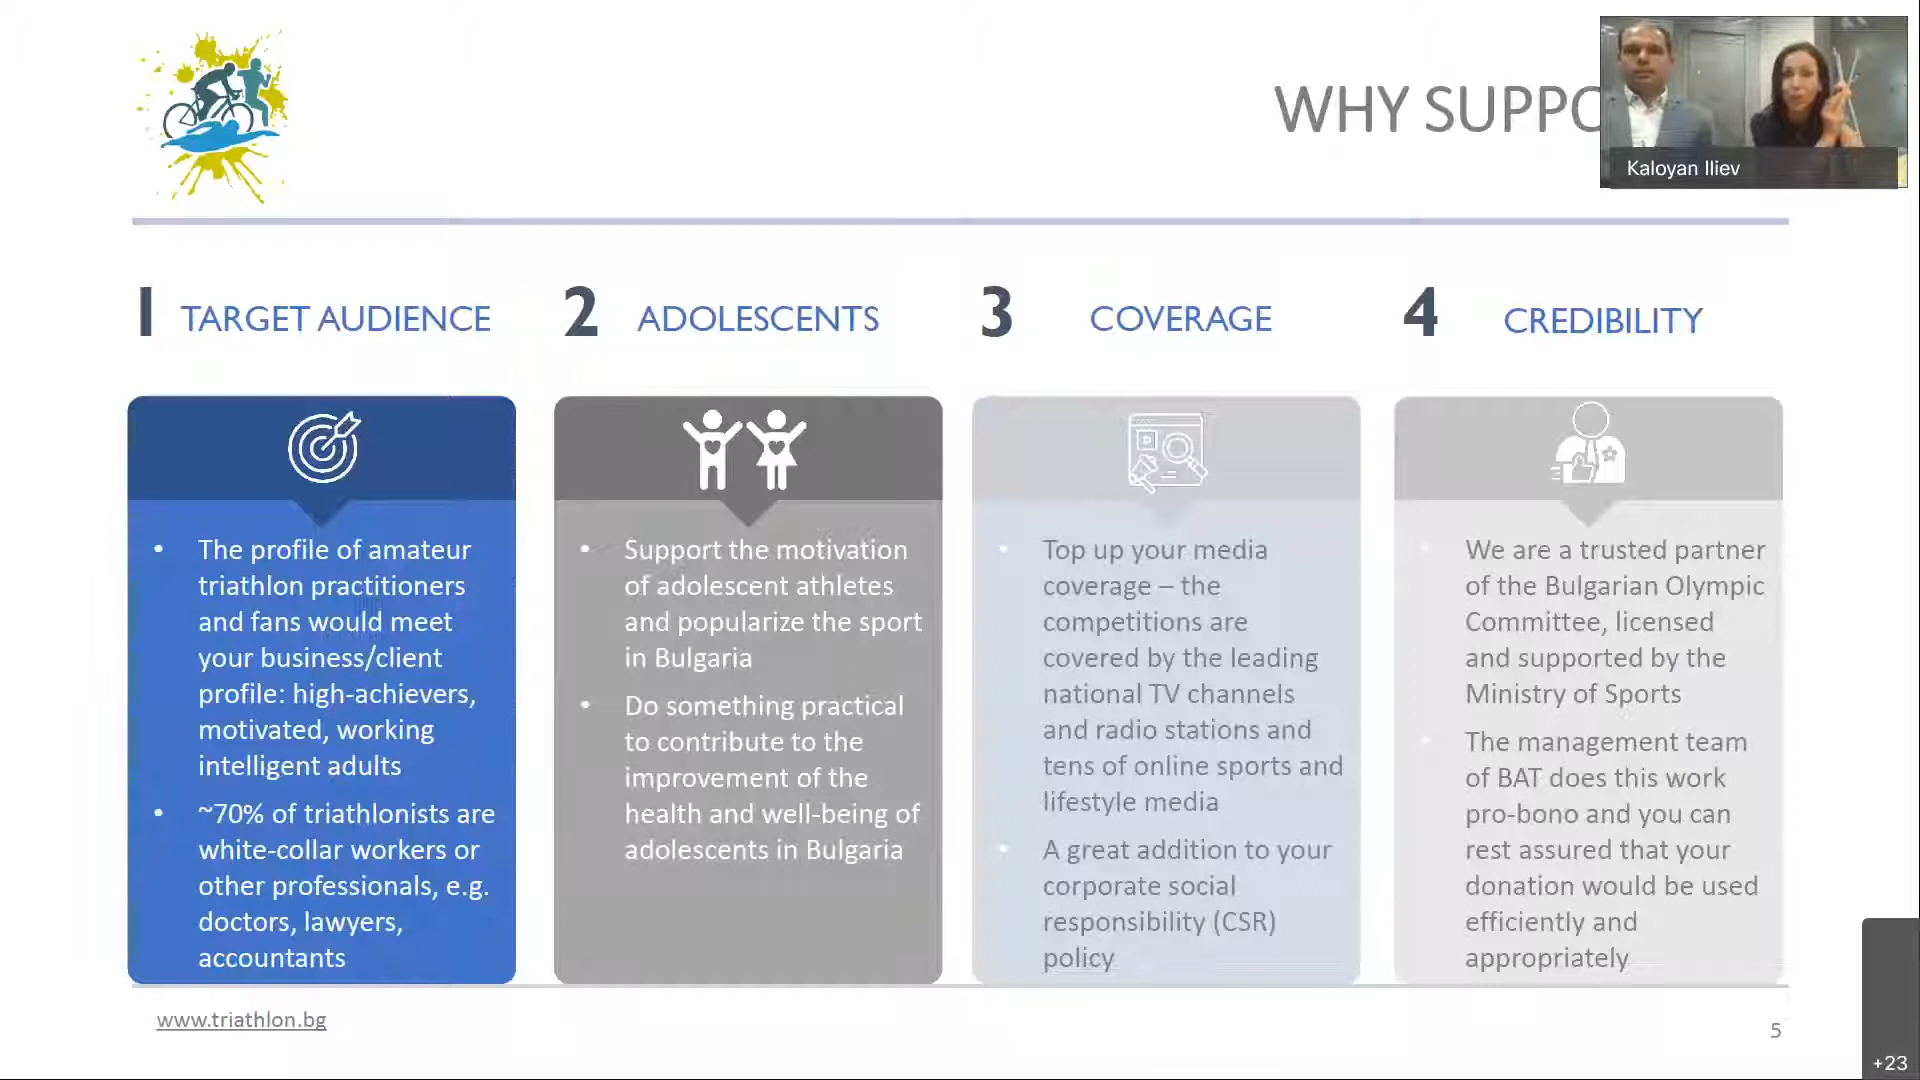 WHY SUPPO
Kaloyan Iliev
1 TARGET AUDIENCE
• The profile of amateur
triathlon practitioners
and fans would meet
your business/client
profile: high-achievers,
motivated, working
intelligent adults
• ~70% of triathlonists are
white-collar workers or
other professionals, e.g.
doctors, lawyers,
accountants
2 ADOLESCENTS
• Support the motivation
of adolescent athletes
and popularize the sport
in Bulgaria
• Do something practical
to contribute to the
improvement of the
health and well-being of
adolescents in Bulgaria
3 COVERAGE
• Top up your media
coverage – the
competitions are
covered by the leading
national TV channels
and radio stations and
tens of online sports and
lifestyle media
• A great addition to your
corporate social
responsibility (CSR)
policy
4 CREDIBILITY
• We are a trusted partner
of the Bulgarian Olympic
Committee, licensed
and supported by the
Ministry of Sports
• The management team
of BAT does this work
pro-bono and you can
rest assured that your
donation would be used
efficiently and
appropriately
www.triathlon.bg
5
+23